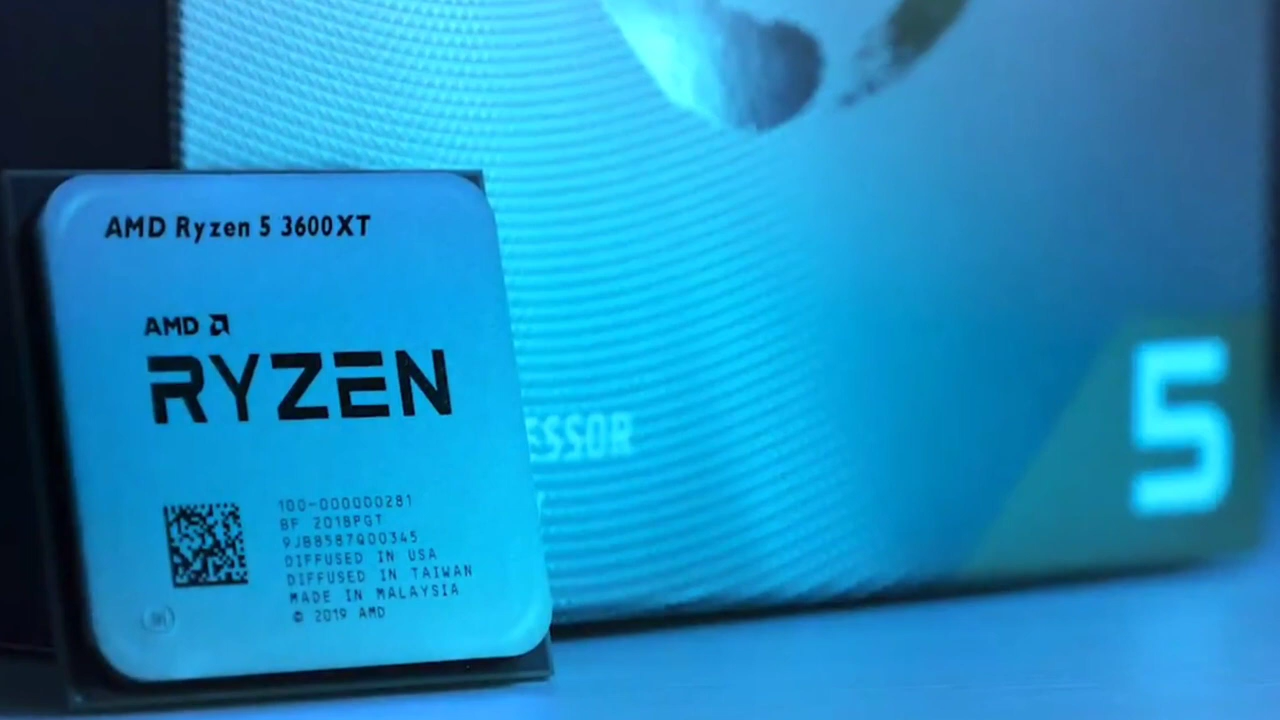 AMD Ryzen 5 3600XT
AMD
RYZEN
100-000000281
BF 2018PGT
9JB8587Q00345
DIFFUSED IN USA
DIFFUSED IN TAIWAN
MADE IN MALAYSIA
© 2019 AMD
ESSOR
5